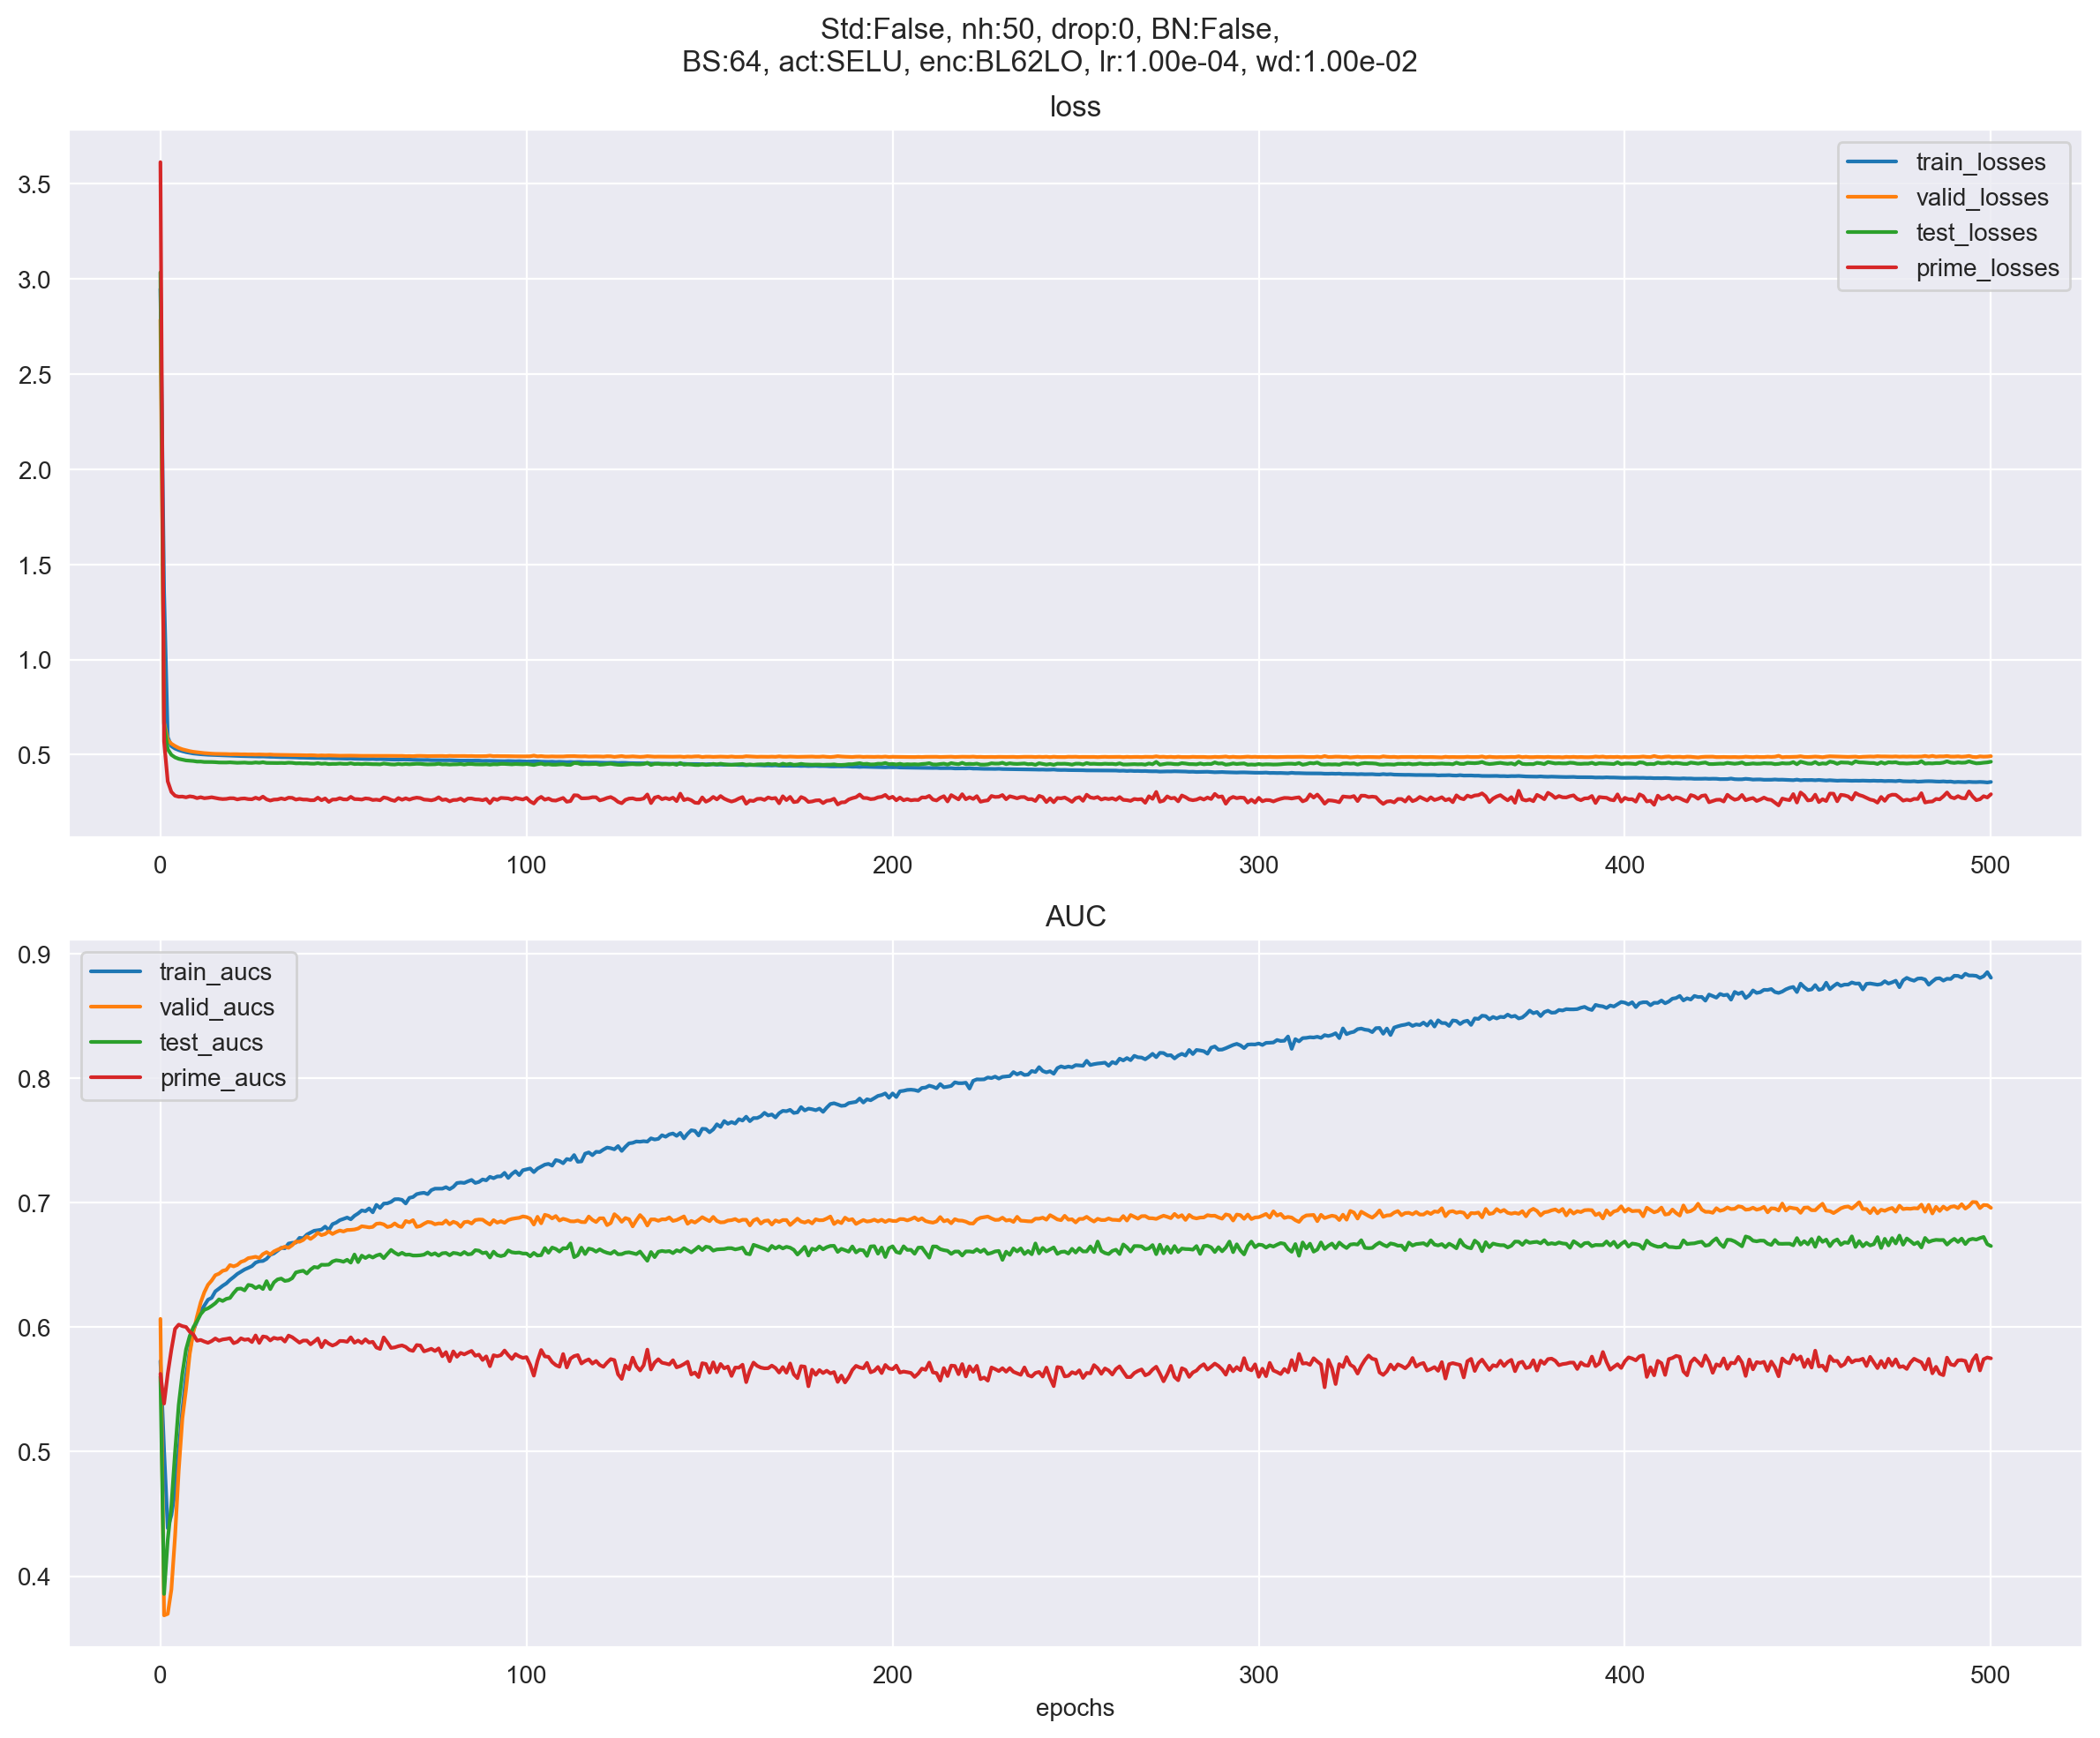 Std:False, nh:50, drop:0, BN:False,
BS:64, act:SELU, enc:BL62LO, lr:1.00e-04, wd:1.00e-02
loss
3.5
3.0
2.5
2.0
1.5
1.0
0.5
train_losses
valid_losses
test_losses
prime_losses
0 100 200 300 400 500
AUC
0.9
0.8
0.7
0.6
0.5
0.4
train_aucs
valid_aucs
test_aucs
prime_aucs
0 100 200 300 400 500
epochs